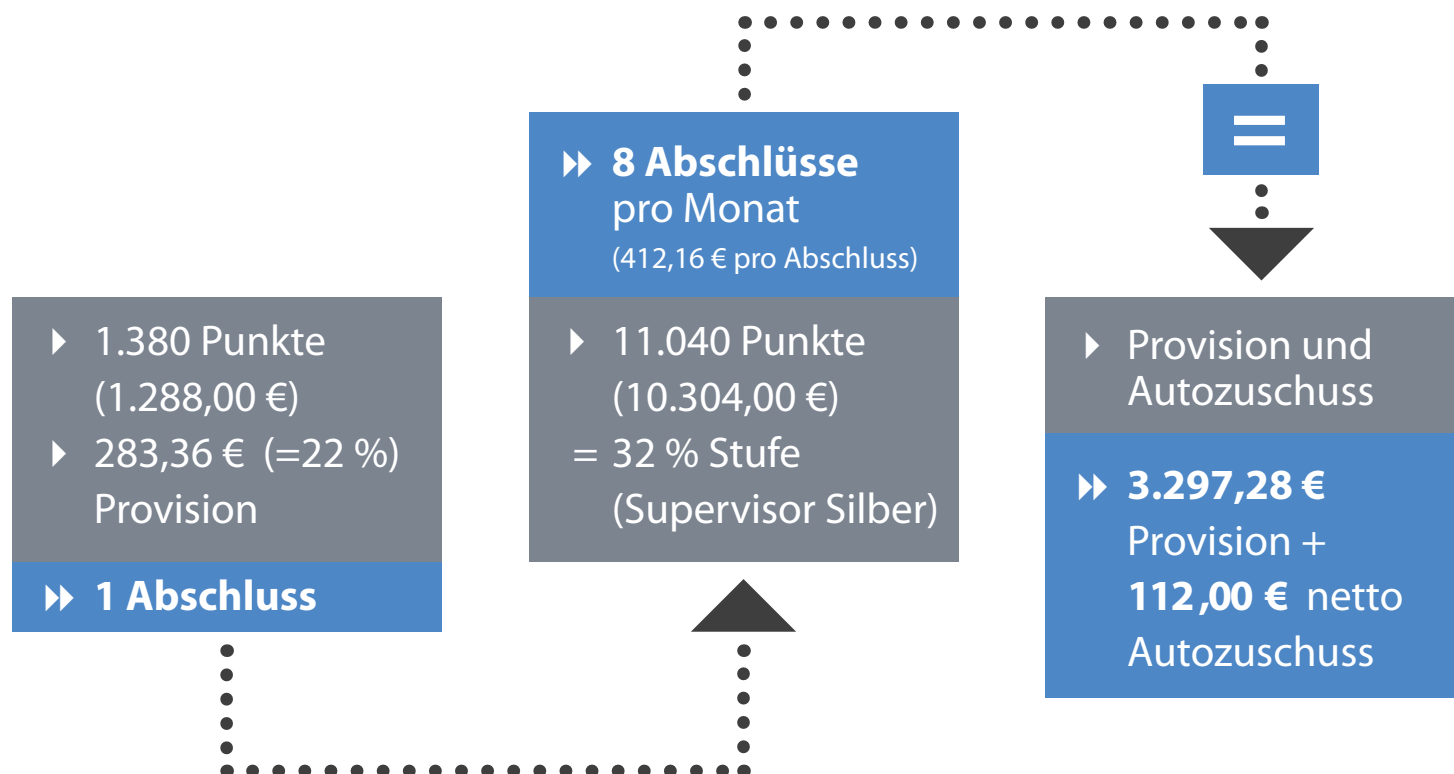 1.380 Punkte
(1.288,00 €)
283,36 € (=22 %)
Provision
1 Abschluss
8 Abschlüsse
pro Monat
(412,16 € pro Abschluss)
11.040 Punkte
(10.304,00 €)
= 32 % Stufe
(Supervisor Silber)
=
Provision und
Autozuschuss
3.297,28 €
Provision +
112,00 € netto
Autozuschuss